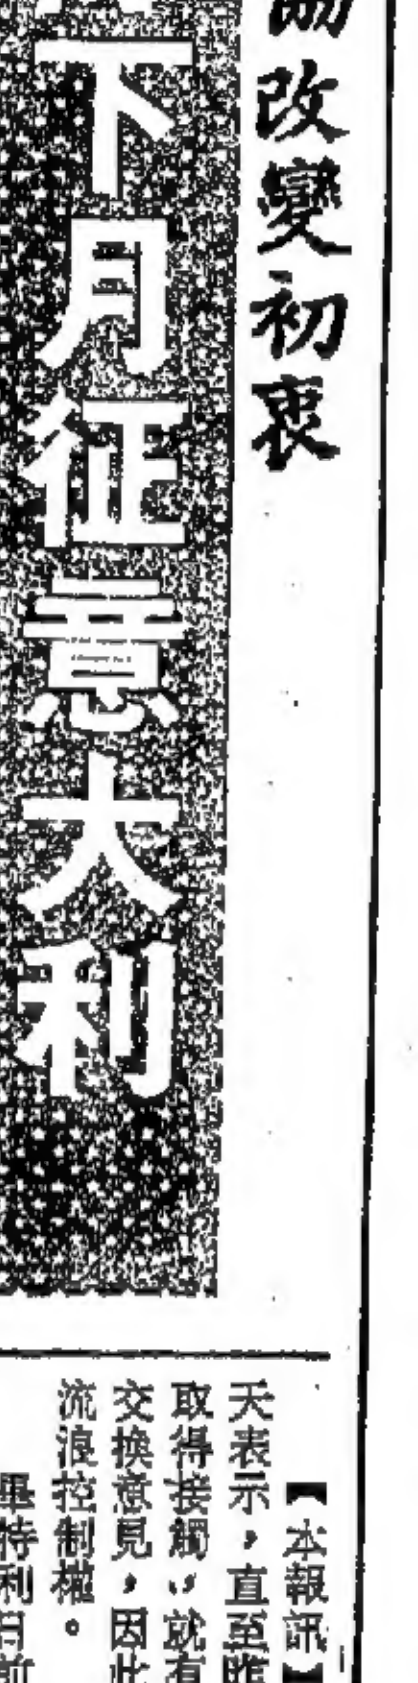 改變初衷
下月征意大利
【本報訊】
天表示，直至昨
取得接觸，就有
交換意見，因此
流浪控制權。
特利日前